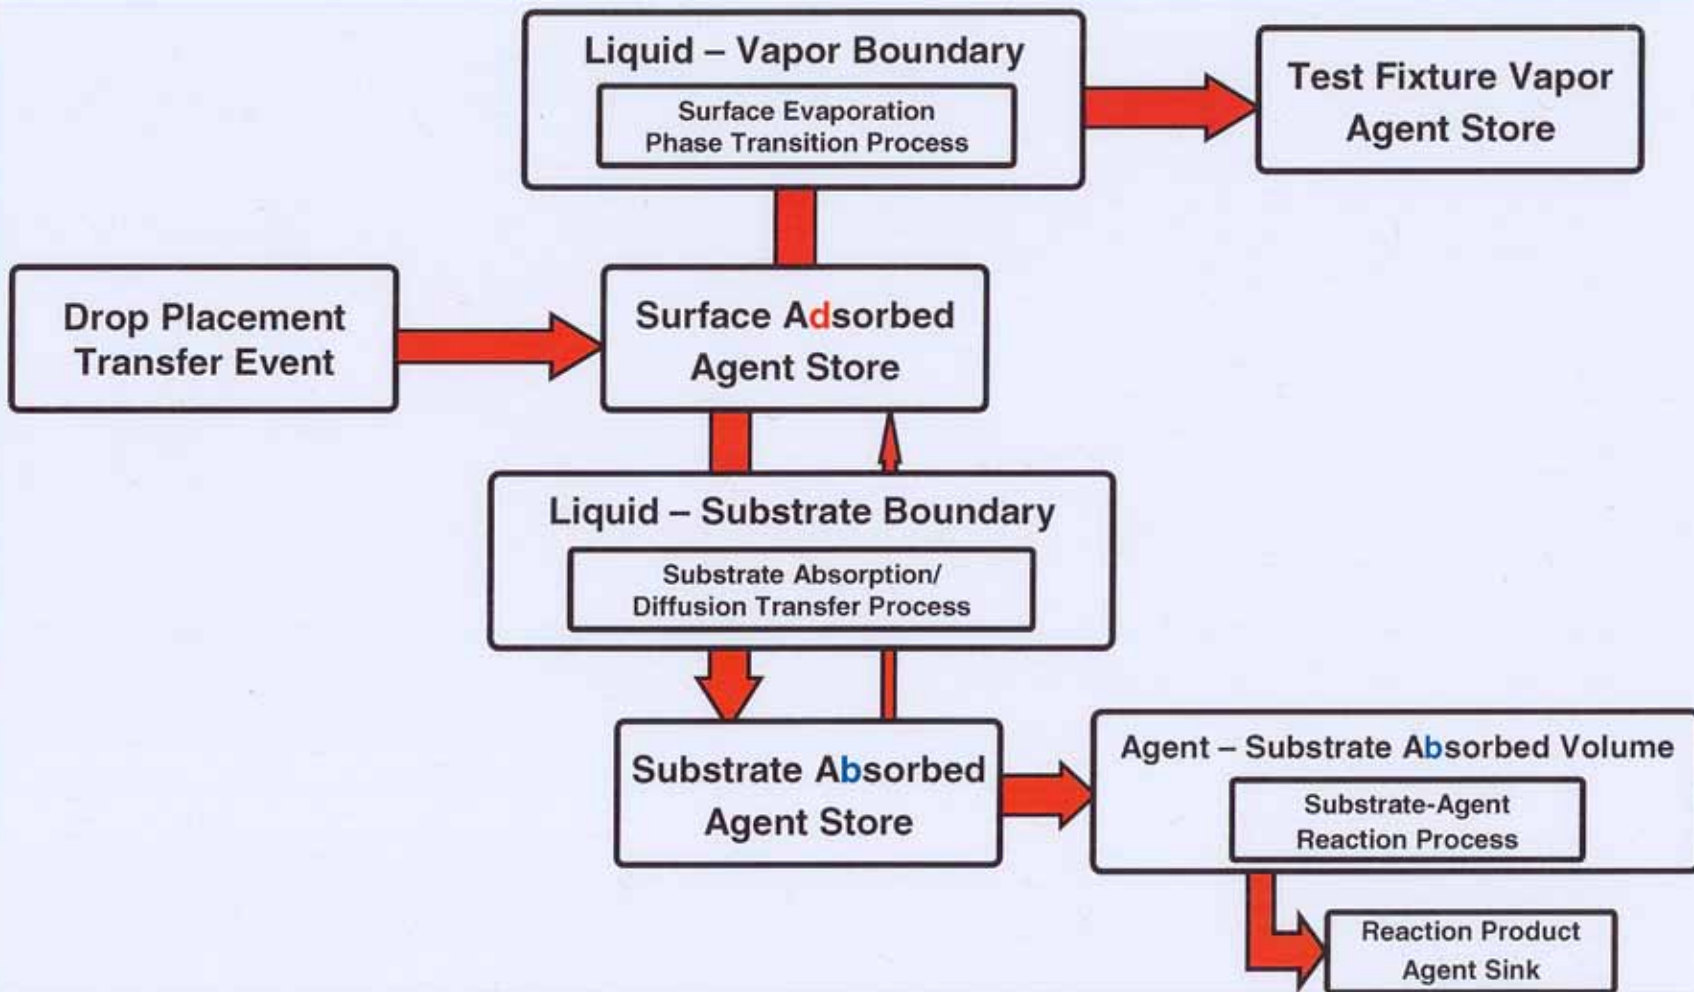 Liquid – Vapor Boundary
Surface Evaporation
Phase Transition Process
Test Fixture Vapor
Agent Store
Drop Placement
Transfer Event
Surface Adsorbed
Agent Store
Liquid – Substrate Boundary
Substrate Absorption/
Diffusion Transfer Process
Substrate Absorbed
Agent Store
Agent – Substrate Absorbed Volume
Substrate-Agent
Reaction Process
Reaction Product
Agent Sink